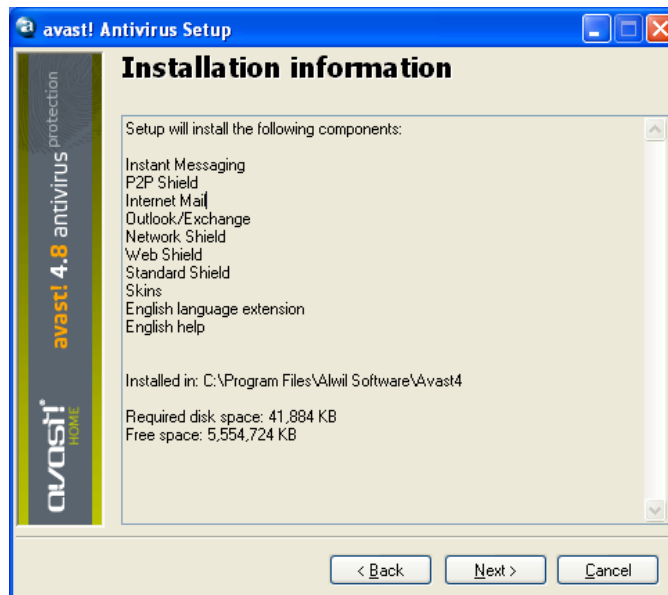 avast! Antivirus Setup
Installation information
avast! 4.8 antivirus protection
avast!
HOME
Setup will install the following components:
Instant Messaging
P2P Shield
Internet Mail
Outlook/Exchange
Network Shield
Web Shield
Standard Shield
Skins
English language extension
English help
Installed in: C:\Program Files\Alwil Software\Avast4
Required disk space: 41,884 KB
Free space: 5,554,724 KB
< Back
Next >
Cancel